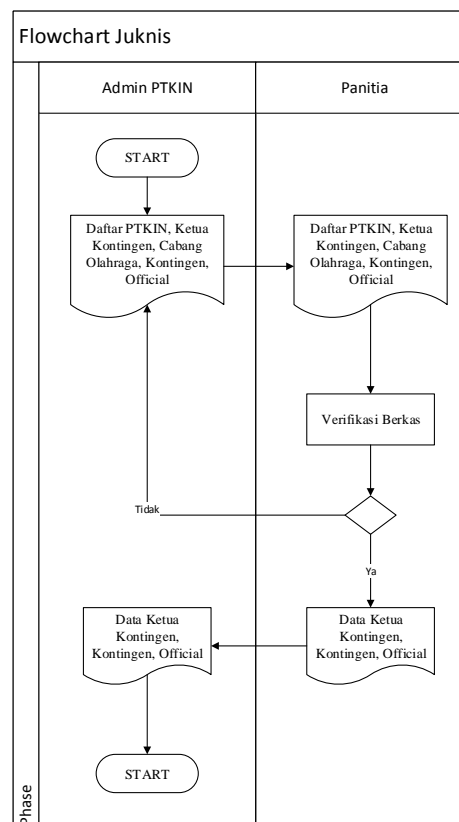 Flowchart Juknis
Admin PTKIN
Panitia
START
Daftar PTKIN, Ketua
Kontingen, Cabang
Olahraga, Kontingen,
Official
Daftar PTKIN, Ketua
Kontingen, Cabang
Olahraga, Kontingen,
Official
Verifikasi Berkas
Tidak
Ya
Data Ketua
Kontingen,
Kontingen, Official
Data Ketua
Kontingen,
Kontingen, Official
START
Phase